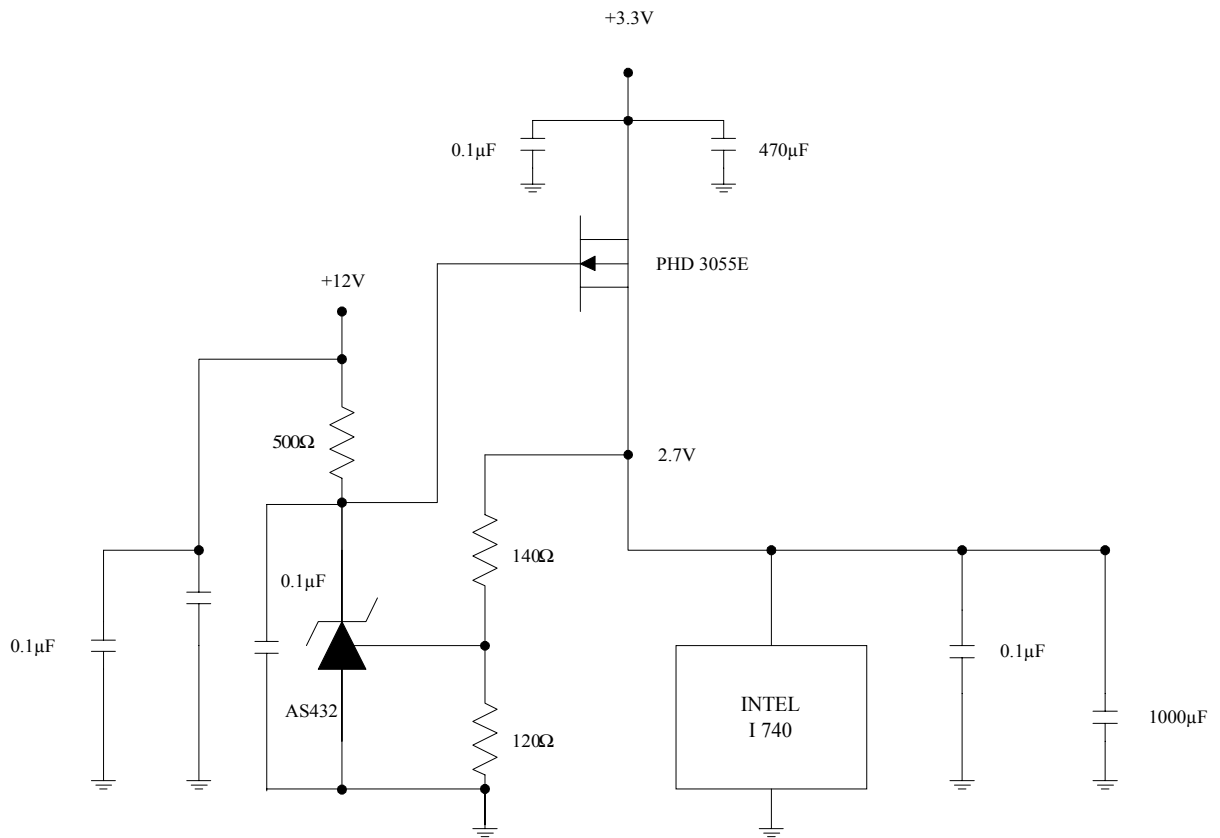 +3.3V
0.1µF
470µF
PHD 3055E
+12V
500Ω
2.7V
140Ω
0.1µF
0.1µF
0.1µF
INTEL
I 740
AS432
120Ω
1000µF